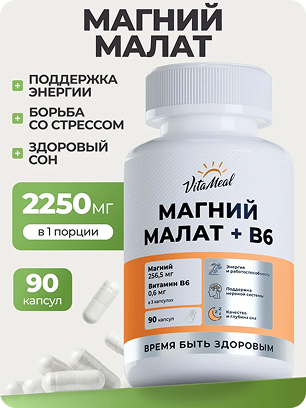 МАГНИЙ
МАЛАТ
ПОДДЕРЖКА
ЭНЕРГИИ
БОРЬБА
СО СТРЕССОМ
ЗДОРОВЫЙ
СОН
2250МГ
в 1 порции
90
капсул
VitaMeal
МАГНИЙ
МАЛАТ + В6
Магний
256,5 мг
Витамин В6
0,6 мг
в 3 капсулах
90 капсул
Энергия
и работоспособность
Поддержка
нервной системы
Качество
и глубина сна
ВРЕМЯ БЫТЬ ЗДОРОВЫМ